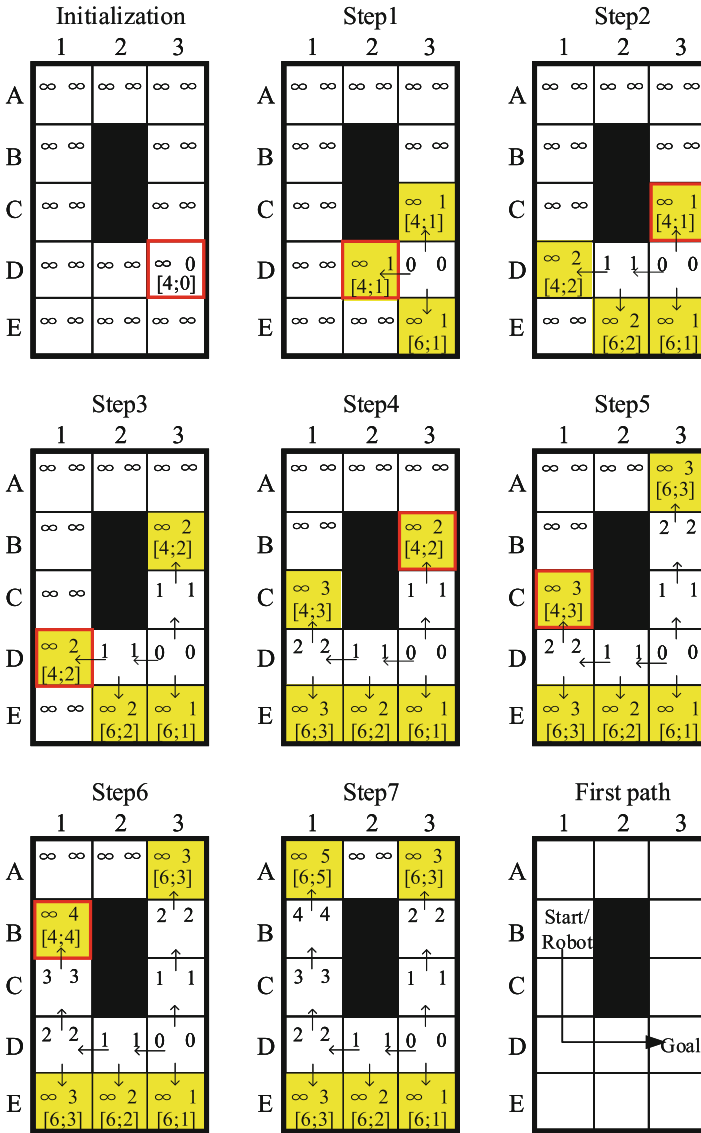 Initialization Step1 Step2
1 2 3 1 2 3 1 2 3
A ∞ ∞ ∞ ∞ ∞ ∞ ∞ ∞ ∞ ∞ ∞ ∞ ∞ ∞ ∞ ∞ ∞ ∞
B ∞ ∞ ∞ ∞ ∞ ∞ ∞ ∞ ∞ ∞ ∞ ∞
C ∞ ∞ ∞ ∞ ∞ ∞ ∞ 1 ∞ ∞ ∞ 1
[4;1] [4;1]
D ∞ ∞ ∞ ∞ ∞ 0 ∞ ∞ ∞ 1 0 0 ∞ 2 1 1 0 0
[4;0] [4;1] [4;2]
E ∞ ∞ ∞ ∞ ∞ ∞ ∞ ∞ ∞ ∞ ∞ 1 ∞ ∞ ∞ 2 ∞ 1
[6;1] [6;2] [6;1]
Step3 Step4 Step5
1 2 3 1 2 3 1 2 3
A ∞ ∞ ∞ ∞ ∞ ∞ ∞ ∞ ∞ ∞ ∞ ∞ ∞ ∞ ∞ ∞ ∞ 3
[6;3]
B ∞ ∞ ∞ 2 ∞ ∞ ∞ 2 ∞ ∞ 2 2
[4;2] [4;2]
C ∞ ∞ 1 1 ∞ 3 1 1 ∞ 3 1 1
[4;3] [4;3]
D ∞ 2 1 1 0 0 2 2 1 1 0 0 2 2 1 1 0 0
[4;2]
E ∞ ∞ ∞ 2 ∞ 1 ∞ 3 ∞ 2 ∞ 1 ∞ 3 ∞ 2 ∞ 1
[6;2] [6;1] [6;3] [6;2] [6;1] [6;3] [6;2] [6;1]
Step6 Step7 First path
1 2 3 1 2 3 1 2 3
A ∞ ∞ ∞ ∞ ∞ 3 A ∞ 5 ∞ ∞ ∞ 3 A
[6;3] [6;5] [6;3]
B ∞ 4 2 2 B 4 4 2 2 B Start/
[4;4] Robot
C 3 3 1 1 C 3 3 1 1 C
D 2 2 1 1 0 0 D 2 2 1 1 0 0 D Goal
E ∞ 3 ∞ 2 ∞ 1 E ∞ 3 ∞ 2 ∞ 1 E
[6;3] [6;2] [6;1] [6;3] [6;2] [6;1]